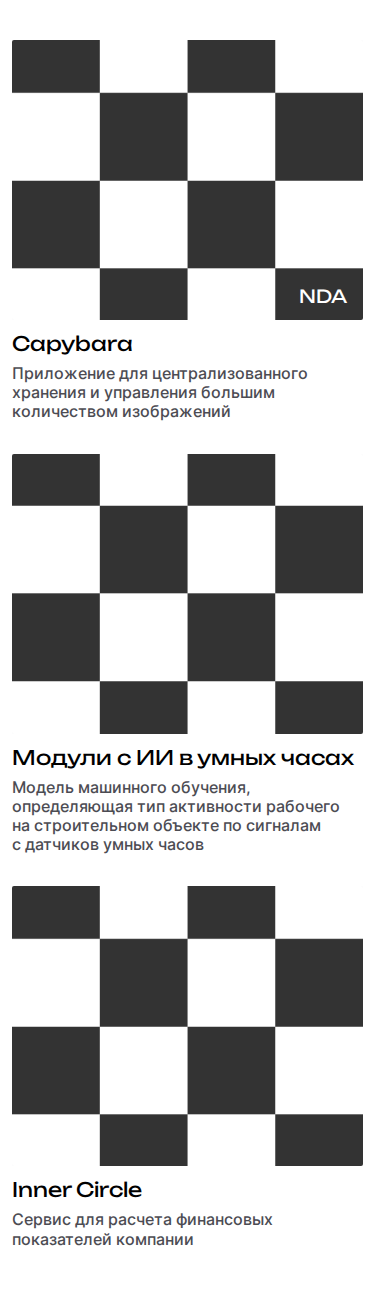 NDA
Capybara
Приложение для централизованного
хранения и управления большим
количеством изображений
Модули с ИИ в умных часах
Модель машинного обучения,
определяющая тип активности рабочего
на строительном объекте по сигналам
с датчиков умных часов
Inner Circle
Сервис для расчета финансовых
показателей компании